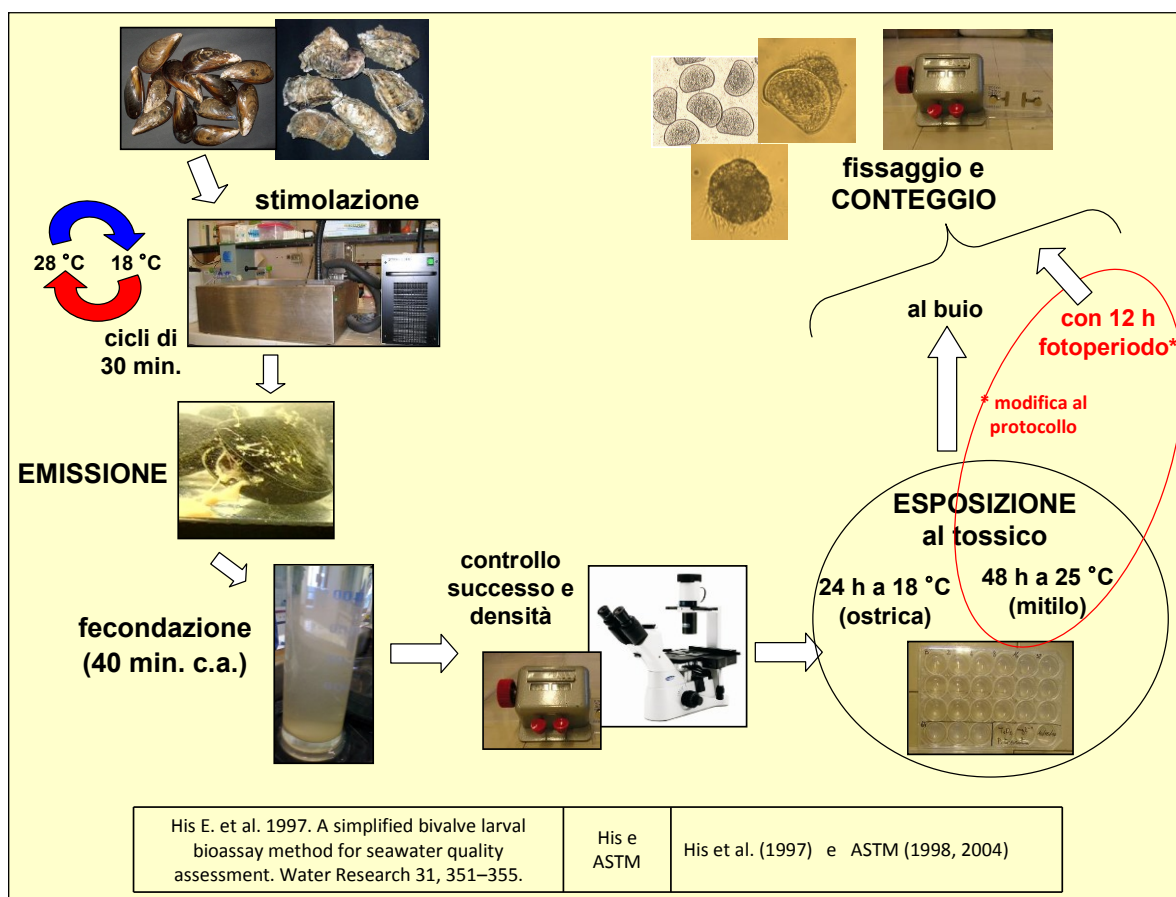 stimolazione
28 °C 18 °C
cicli di
30 min.
EMISSIONE
fecondazione
(40 min. c.a.)
controllo
successo e
densità
ESPOSIZIONE
al tossico
24 h a 18 °C
(ostrica)
48 h a 25 °C
(mitilo)
al buio
con 12 h
fotoperiodo*
* modifica al
protocollo
fissaggio e
CONTEGGIO
His E. et al. 1997. A simplified bivalve larval
bioassay method for seawater quality
assessment. Water Research 31, 351–355.
His e
ASTM
His et al. (1997) e ASTM (1998, 2004)